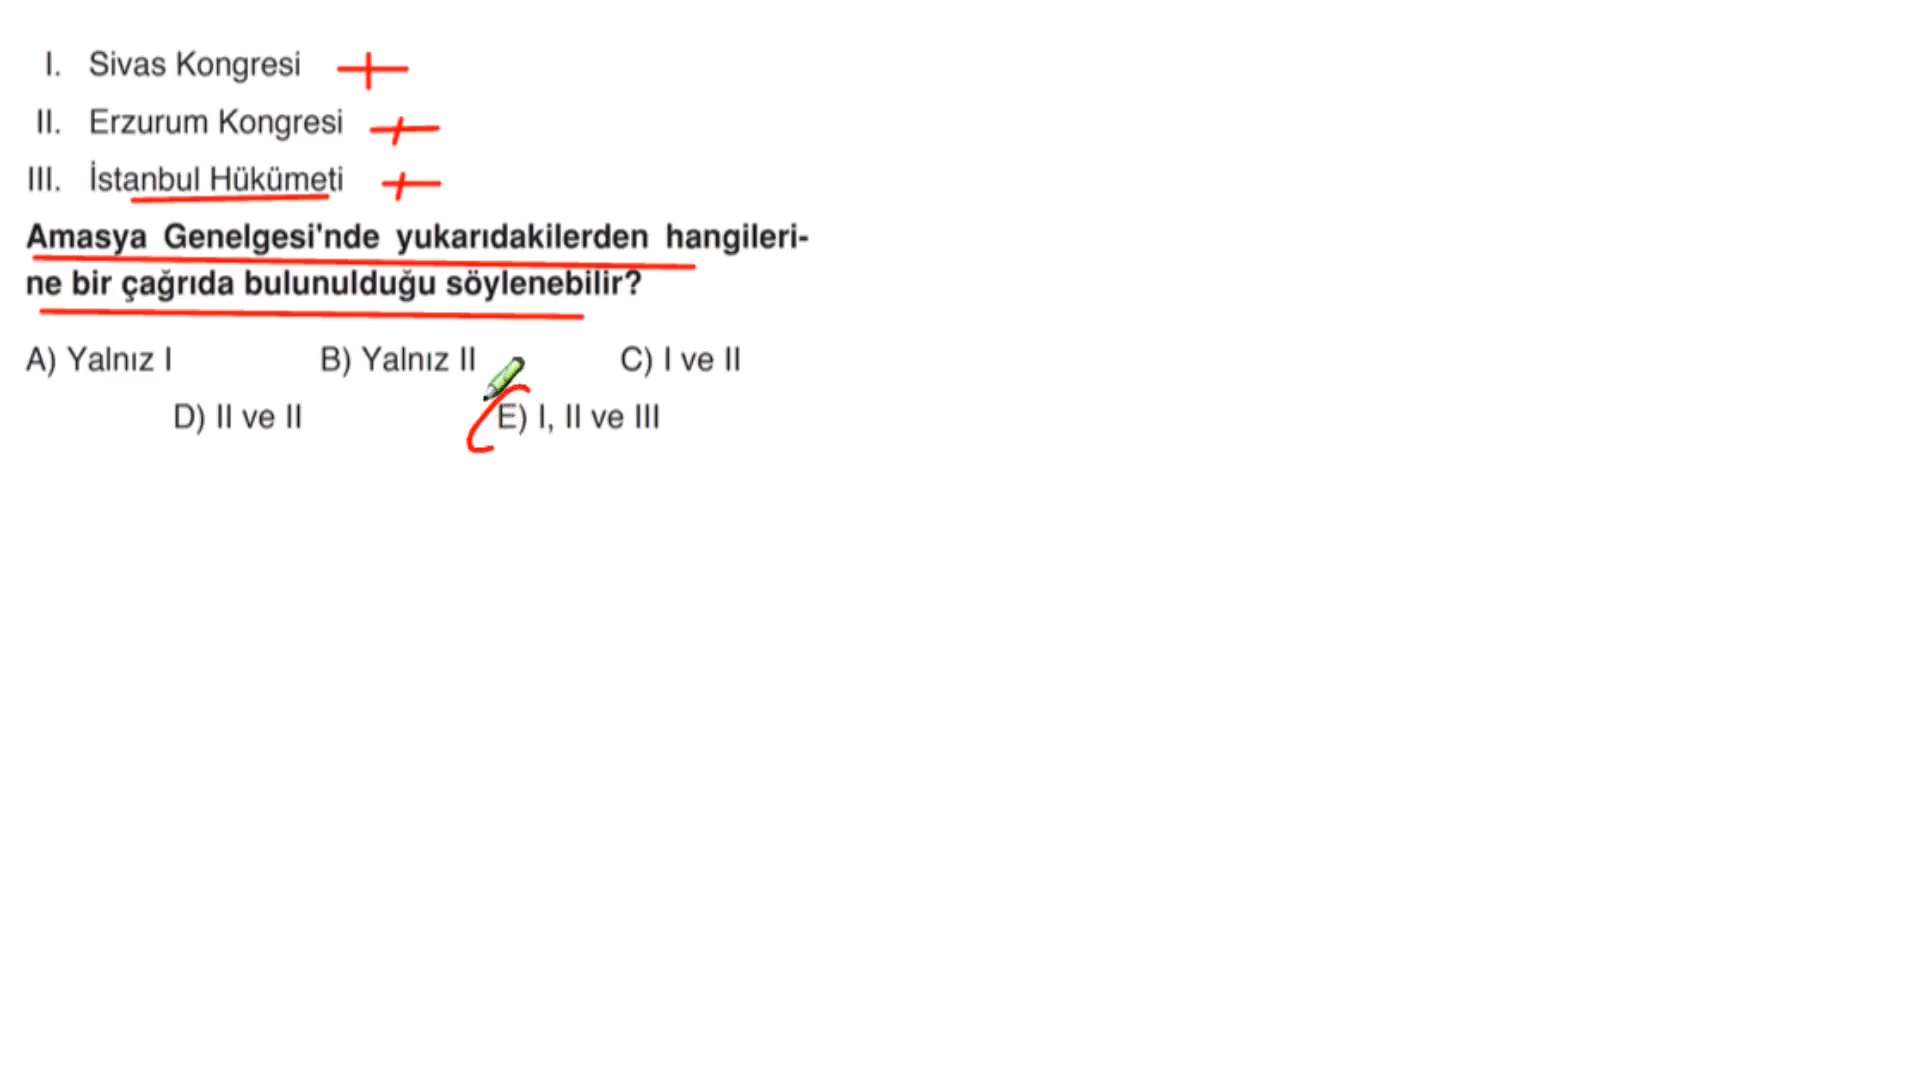 I. Sivas Kongresi
II. Erzurum Kongresi
III. İstanbul Hükümeti
Amasya Genelgesi'nde yukarıdakilerden hangileri-
ne bir çağrıda bulunulduğu söylenebilir?
A) Yalnız I B) Yalnız II C) I ve II
D) II ve II E) I, II ve III